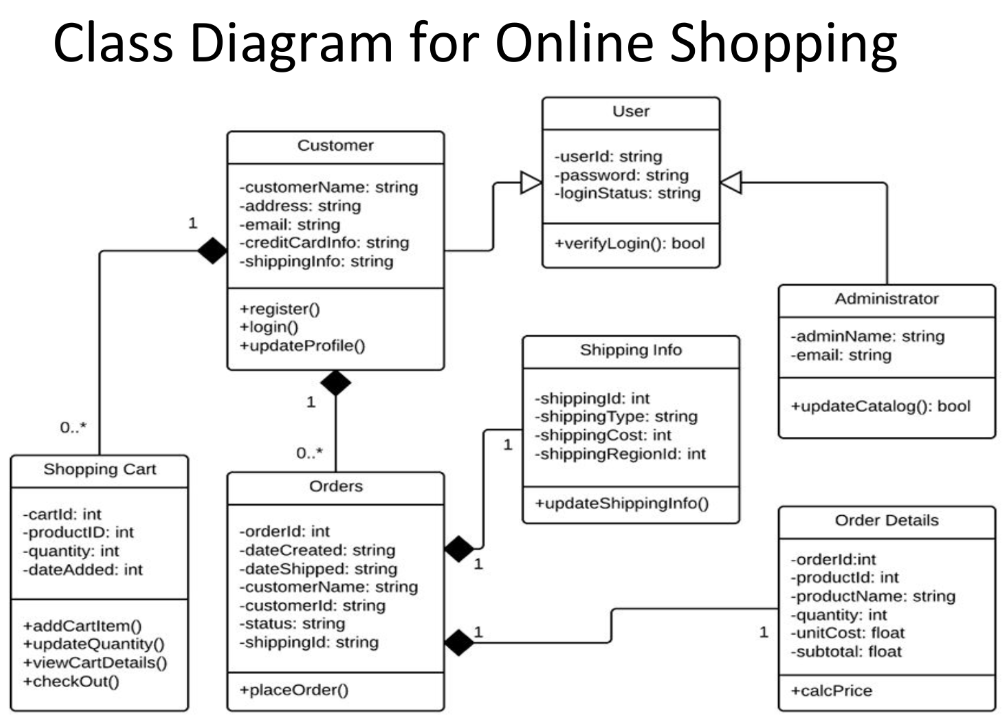 Class Diagram for Online Shopping
User
-userId: string
-password: string
-loginStatus: string
+verifyLogin(): bool
Customer
-customerName: string
-address: string
-email: string
-creditCardInfo: string
-shippingInfo: string
+register()
+login()
+updateProfile()
1
0..*
1
0..*
Administrator
-adminName: string
-email: string
+updateCatalog(): bool
Shipping Info
-shippingId: int
-shippingType: string
-shippingCost: int
-shippingRegionId: int
+updateShippingInfo()
1
1
Shopping Cart
-cartId: int
-productID: int
-quantity: int
-dateAdded: int
+addCartItem()
+updateQuantity()
+viewCartDetails()
+checkOut()
Orders
-orderId: int
-dateCreated: string
-dateShipped: string
-customerName: string
-customerId: string
-status: string
-shippingId: string
+placeOrder()
1
1
Order Details
-orderId:int
-productId: int
-productName: string
-quantity: int
-unitCost: float
-subtotal: float
+calcPrice